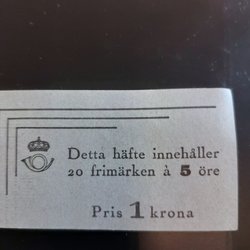 Detta häfte innehåller
20 frimärken à 5 öre
Pris 1 krona